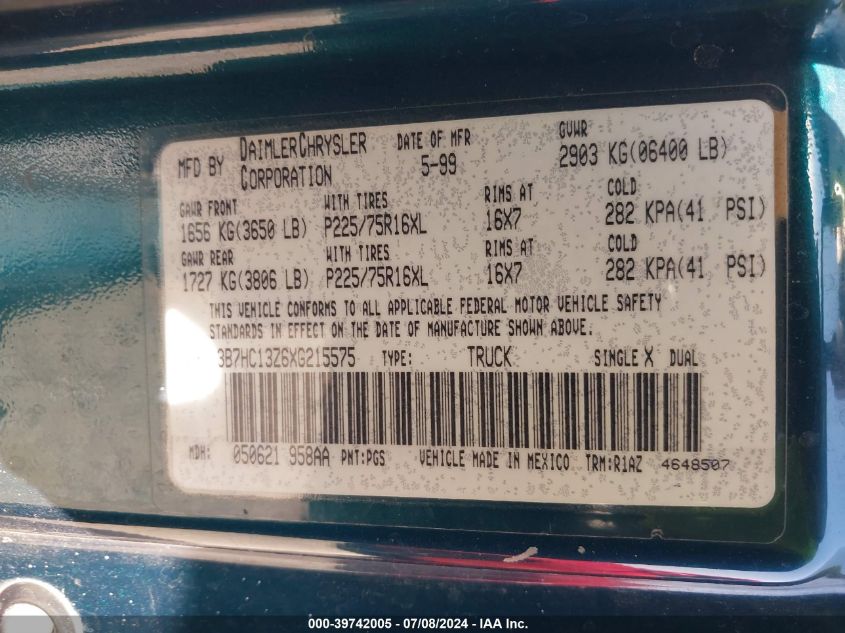 MFD BY DAIMLERCHRYSLER CORPORATION DATE OF MFR 5-99 GVWR 2903 KG(06400 LB)
GAWR FRONT WITH TIRES RIMS AT COLD
1656 KG(3650 LB) P225/75R16XL 16X7 282 KPA(41 PSI)
GAWR REAR WITH TIRES RIMS AT COLD
1727 KG(3806 LB) P225/75R16XL 16X7 282 KPA(41 PSI)
THIS VEHICLE CONFORMS TO ALL APPLICABLE FEDERAL MOTOR VEHICLE SAFETY
STANDARDS IN EFFECT ON THE DATE OF MANUFACTURE SHOWN ABOVE.
3B7HC13Z6XG215575 TYPE: TRUCK SINGLE X DUAL
MDH: 050621 958AA PNT:PGS VEHICLE MADE IN MEXICO TRM:R1AZ 4648507
000-39742005 - 07/08/2024 - IAA Inc.